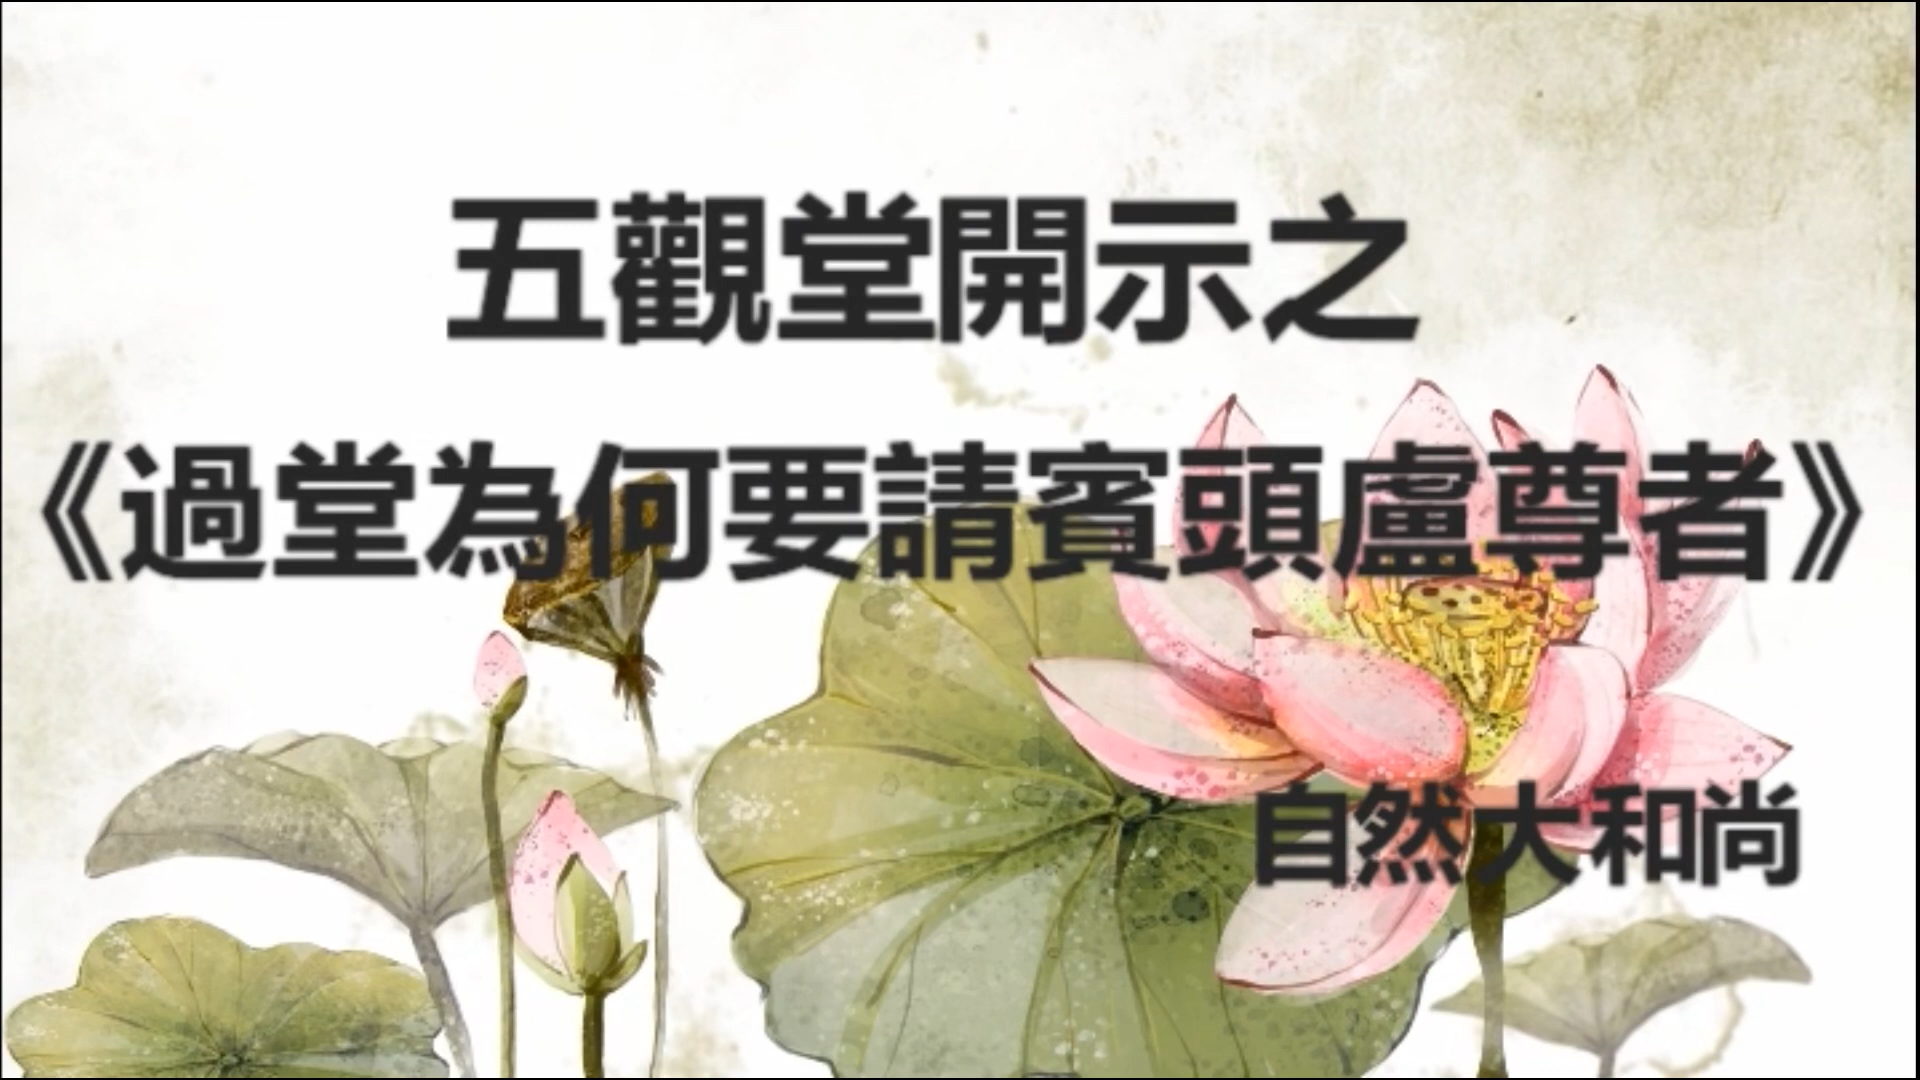 五觀堂開示之
《過堂為何要請賓頭盧尊者》
自然大和尚